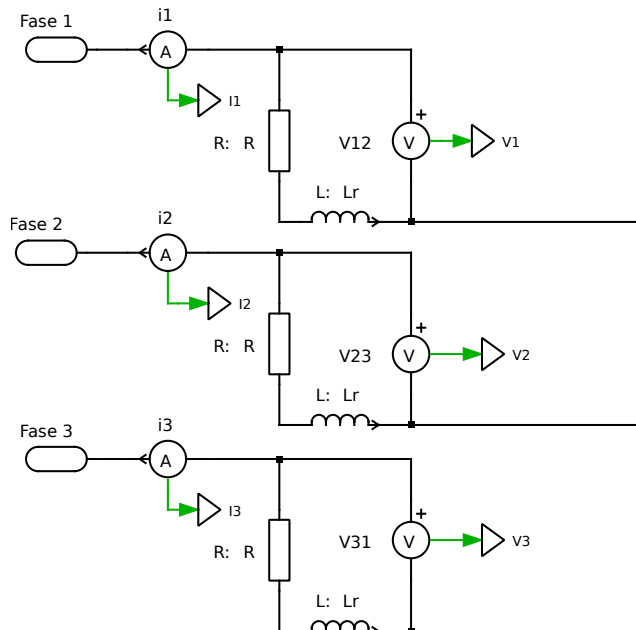 Fase 1
i1
A
I1
R: R
V12
+
V
V1
L: Lr
Fase 2
i2
A
I2
R: R
V23
+
V
V2
L: Lr
Fase 3
i3
A
I3
R: R
V31
+
V
V3
L: Lr